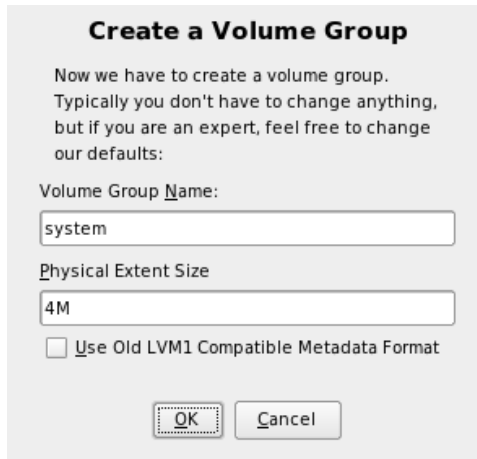 Create a Volume Group
Now we have to create a volume group.
Typically you don't have to change anything,
but if you are an expert, feel free to change
our defaults:
Volume Group Name:
system
Physical Extent Size
4M
Use Old LVM1 Compatible Metadata Format
OK Cancel